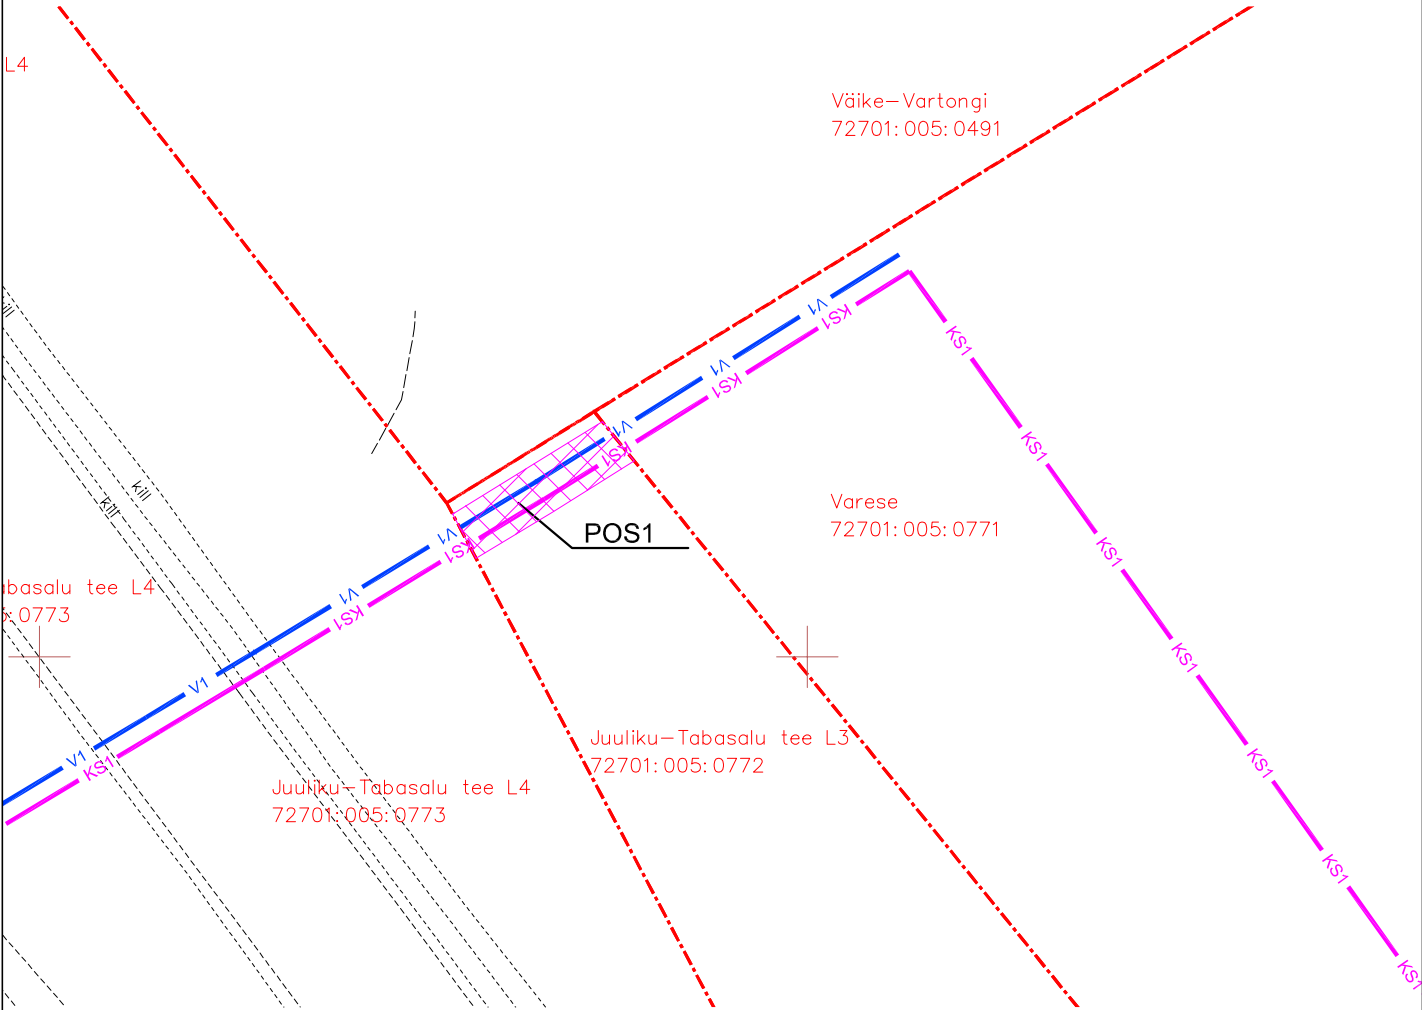 L4
Väike-Vartongi
72701:005:0491
kill
V1
KS1
KS1
V1
KS1
V1
KS1
KS1
kill
kill
Varese
72701:005:0771
POS1
V1
KS1
KS1
abasalu tee L4
5:0773
V1
KS1
KS1
V1
Juuliku-Tabasalu tee L3
72701:005:0772
V1
KS1
KS1
Juuliku-Tabasalu tee L4
72701:005:0773
KS1
KS1